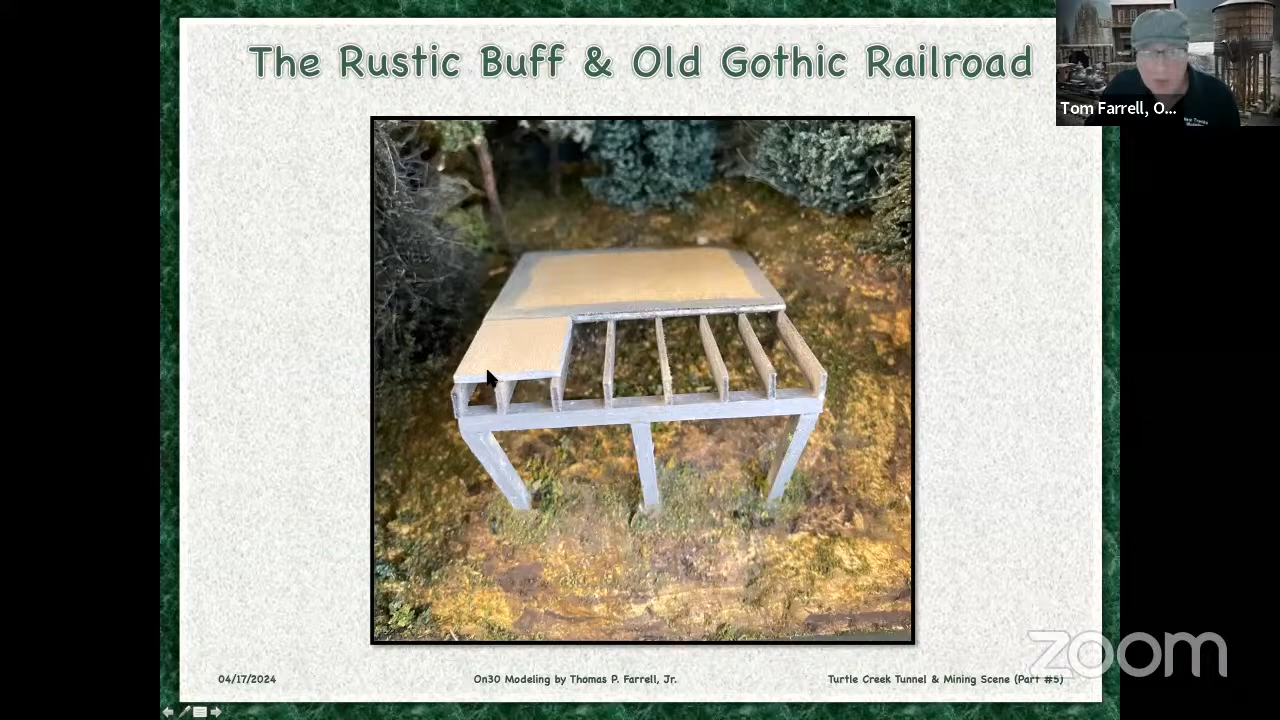 The Rustic Buff & Old Gothic Railroad
Tom Farrell, O...
zoom
04/17/2024
On30 Modeling by Thomas P. Farrell, Jr.
Turtle Creek Tunnel & Mining Scene (Part #5)